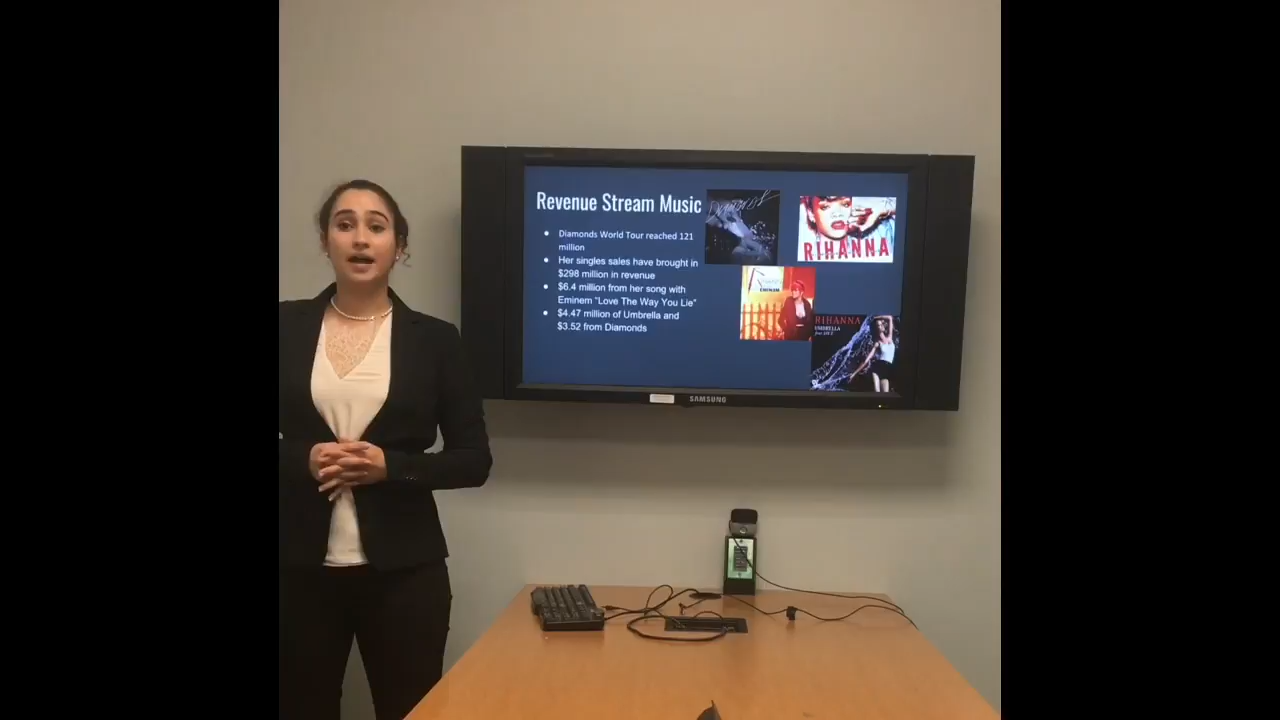 Revenue Stream Music
Diamonds World Tour reached 121
million
Her singles sales have brought in
$298 million in revenue
$6.4 million from her song with
Eminem "Love The Way You Lie"
$4.47 million of Umbrella and
$3.52 from Diamonds
RIHANNA
EMINEM
RIHANNA
UMBRELLA
SAMSUNG